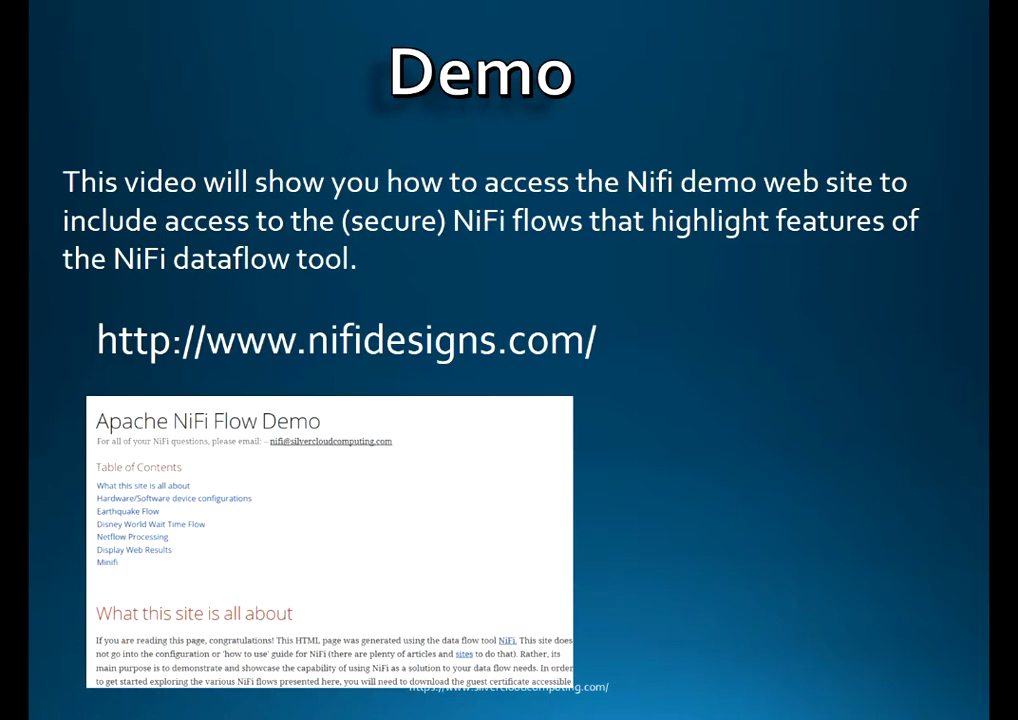 Demo
This video will show you how to access the Nifi demo web site to
include access to the (secure) NiFi flows that highlight features of
the NiFi dataflow tool.
http://www.nifidesigns.com/
Apache NiFi Flow Demo
For all of your NiFi questions, please email: – nifi@silvercloudcomputing.com
Table of Contents
What this site is all about
Hardware/Software device configurations
Earthquake Flow
Disney World Wait Time Flow
Netflow Processing
Display Web Results
Minifi
What this site is all about
If you are reading this page, congratulations! This HTML page was generated using the data flow tool NiFi. This site does
not go into the configuration or 'how to use' guide for NiFi (there are plenty of articles and sites to do that). Rather, its
main purpose is to demonstrate and showcase the capability of using NiFi as a solution to your data flow needs. In order
to get started exploring the various NiFi flows presented here, you will need to download the guest certificate accessible
https://www.silvercloudcomputing.com/